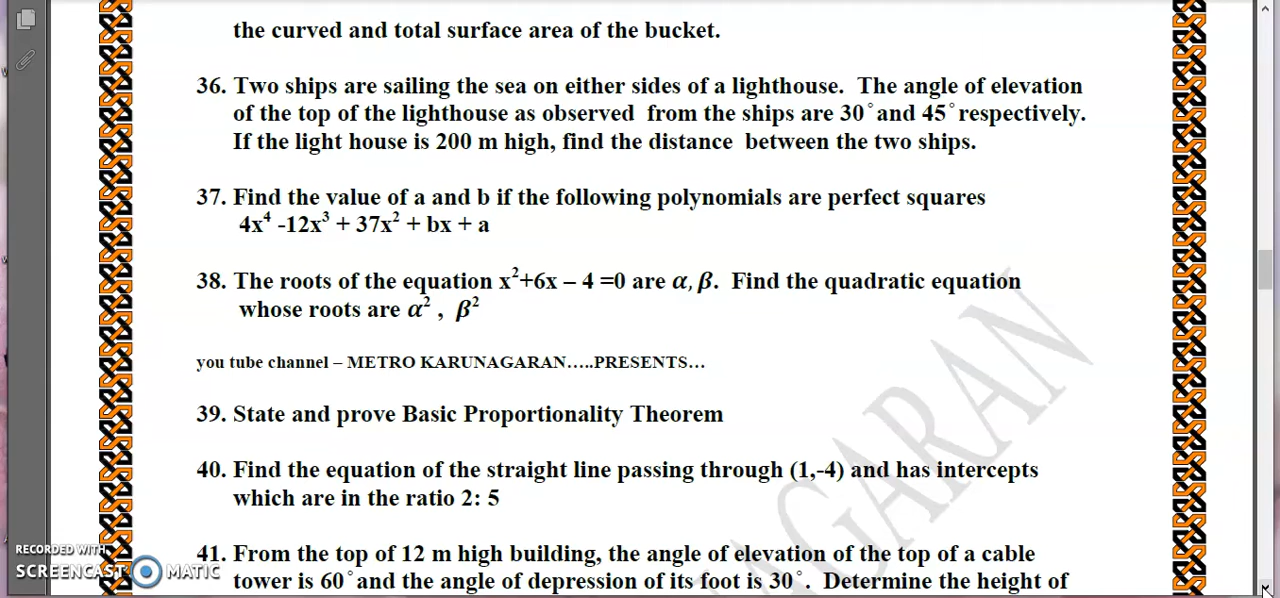 the curved and total surface area of the bucket.
36. Two ships are sailing the sea on either sides of a lighthouse. The angle of elevation
of the top of the lighthouse as observed from the ships are 30˚and 45˚respectively.
If the light house is 200 m high, find the distance between the two ships.
37. Find the value of a and b if the following polynomials are perfect squares
4x⁴ -12x³ + 37x² + bx + a
38. The roots of the equation x²+6x – 4 =0 are α, β. Find the quadratic equation
whose roots are α² , β²
you tube channel – METRO KARUNAGARAN…..PRESENTS…
39. State and prove Basic Proportionality Theorem
40. Find the equation of the straight line passing through (1,-4) and has intercepts
which are in the ratio 2: 5
41. From the top of 12 m high building, the angle of elevation of the top of a cable
tower is 60˚and the angle of depression of its foot is 30˚. Determine the height of
AGARAN
RECORDED WITH
SCREENCAST MATIC